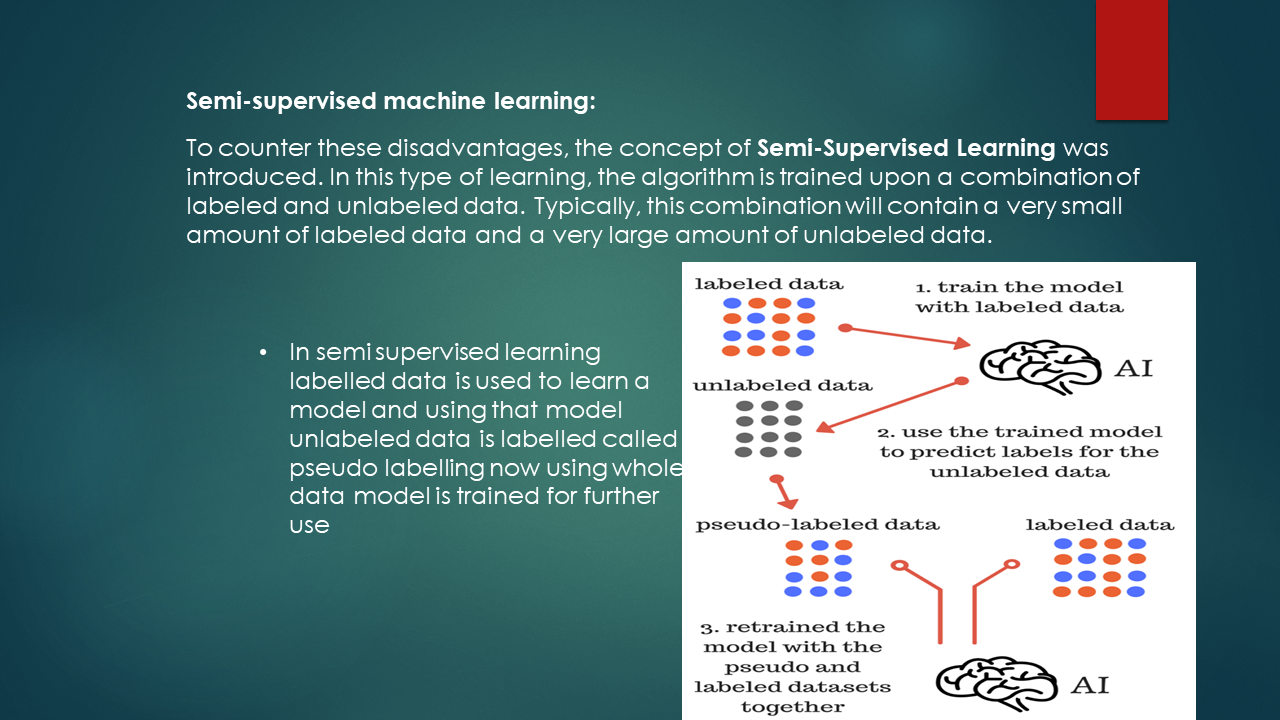 Semi-supervised machine learning:
To counter these disadvantages, the concept of Semi-Supervised Learning was
introduced. In this type of learning, the algorithm is trained upon a combination of
labeled and unlabeled data. Typically, this combination will contain a very small
amount of labeled data and a very large amount of unlabeled data.
• In semi supervised learning
labelled data is used to learn a
model and using that model
unlabeled data is labelled called
pseudo labelling now using whole
data model is trained for further
use
labeled data
1. train the model
with labeled data
AI
unlabeled data
2. use the trained model
to predict labels for the
unlabeled data
pseudo-labeled data
labeled data
3. retrained the
model with the
pseudo and
labeled datasets
together
AI